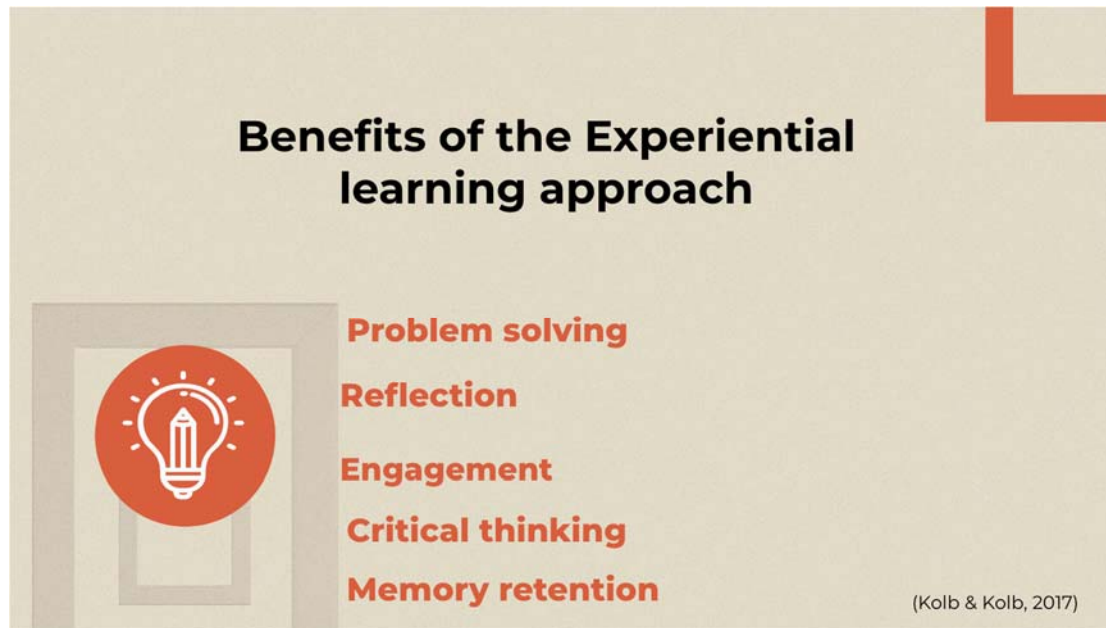 Benefits of the Experiential
learning approach
Problem solving
Reflection
Engagement
Critical thinking
Memory retention
(Kolb & Kolb, 2017)